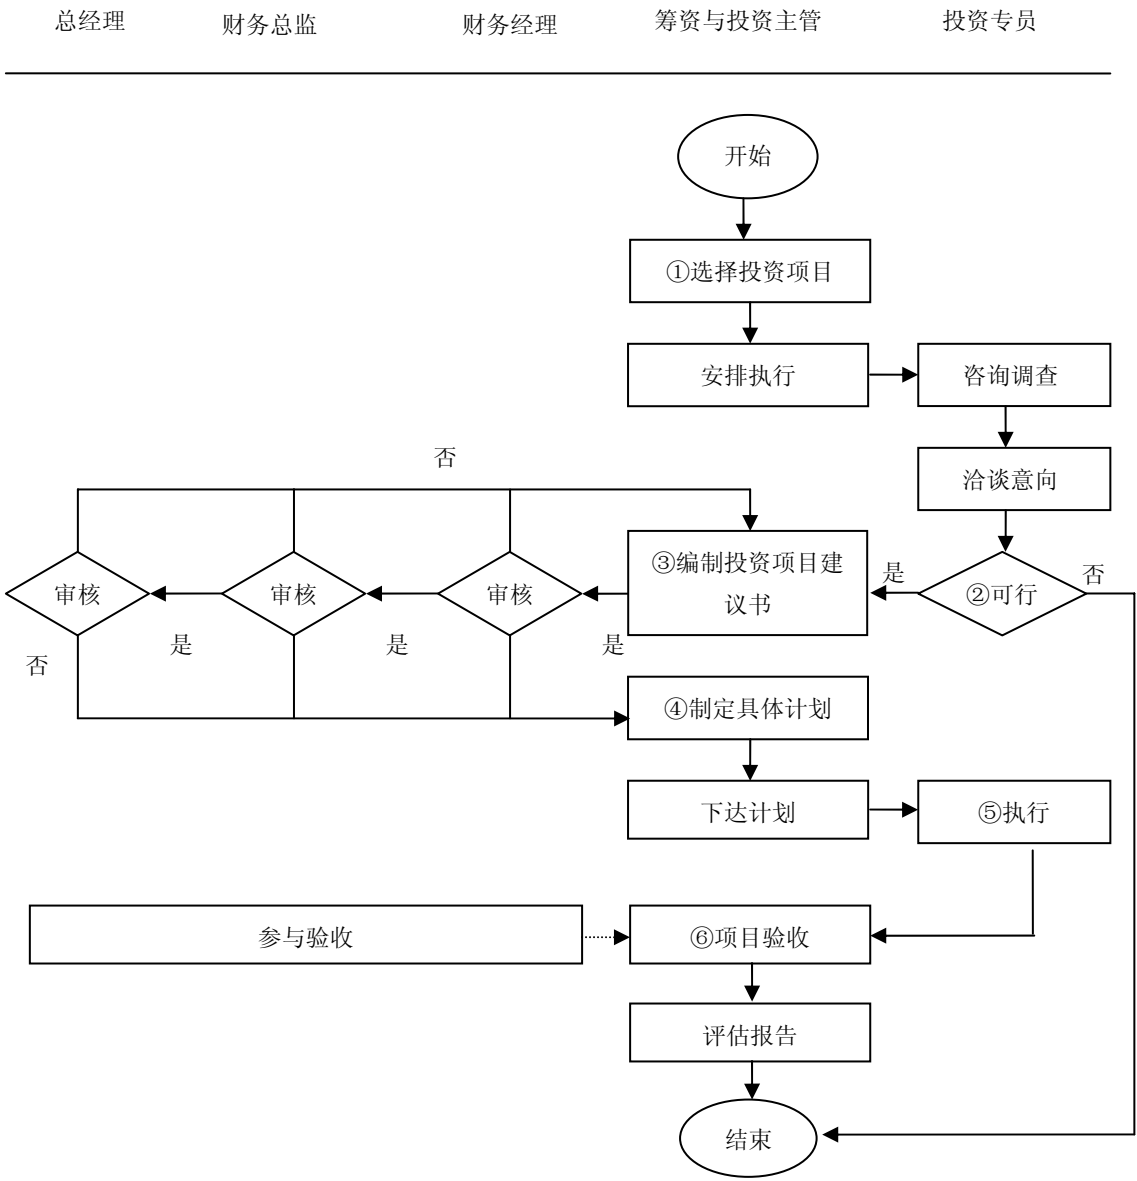 总经理
财务总监
财务经理
筹资与投资主管
投资专员
开始
①选择投资项目
安排执行
咨询调查
否
洽谈意向
③编制投资项目建
议书
是
②可行
否
审核
审核
审核
是
是
是
否
④制定具体计划
下达计划
⑤执行
参与验收
⑥项目验收
评估报告
结束